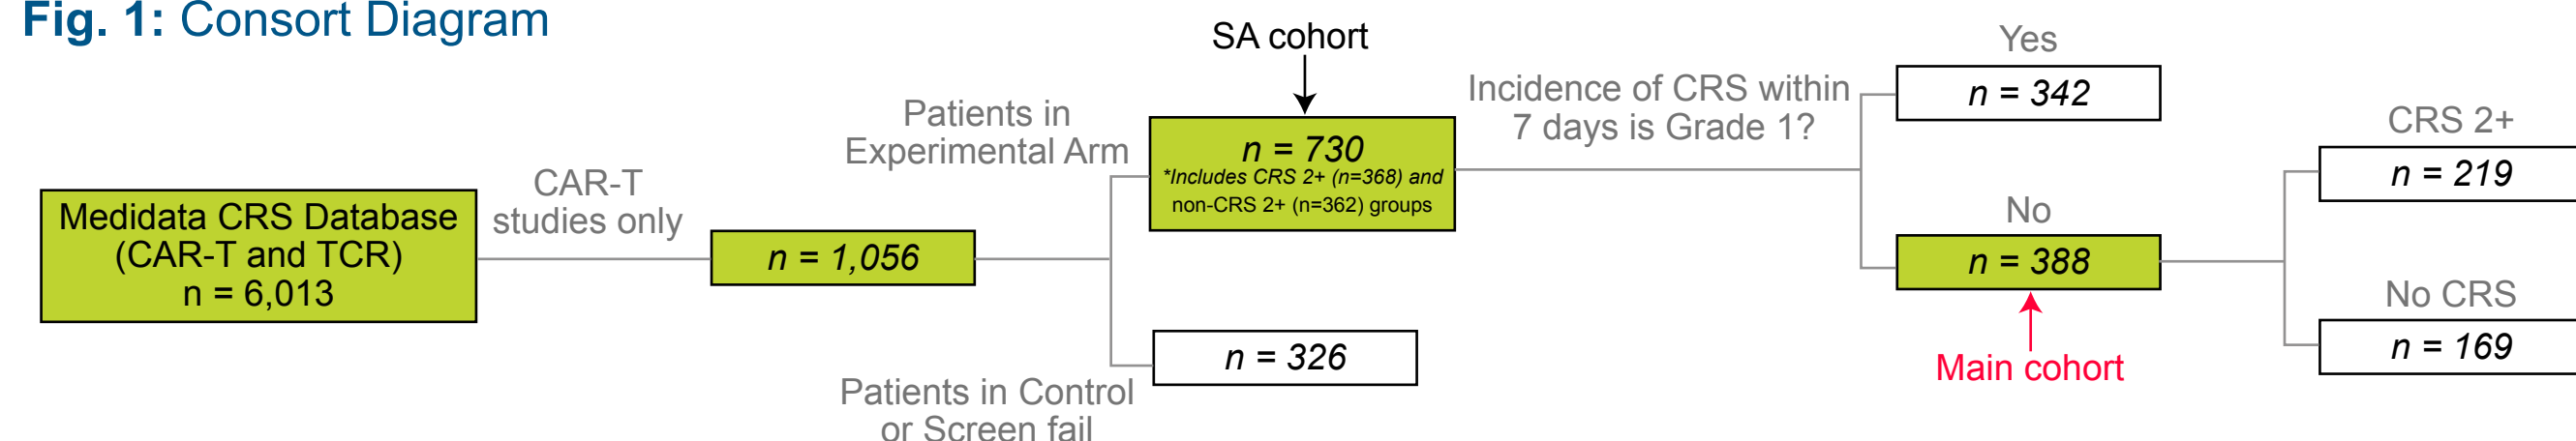 Fig. 1: Consort Diagram
Medidata CRS Database
(CAR-T and TCR)
n = 6,013
CAR-T
studies only
n = 1,056
Patients in
Experimental Arm
SA cohort
n = 730
*Includes CRS 2+ (n=368) and
non-CRS 2+ (n=362) groups
Patients in Control
or Screen fail
n = 326
Incidence of CRS within
7 days is Grade 1?
Yes
n = 342
No
n = 388
Main cohort
CRS 2+
n = 219
No CRS
n = 169